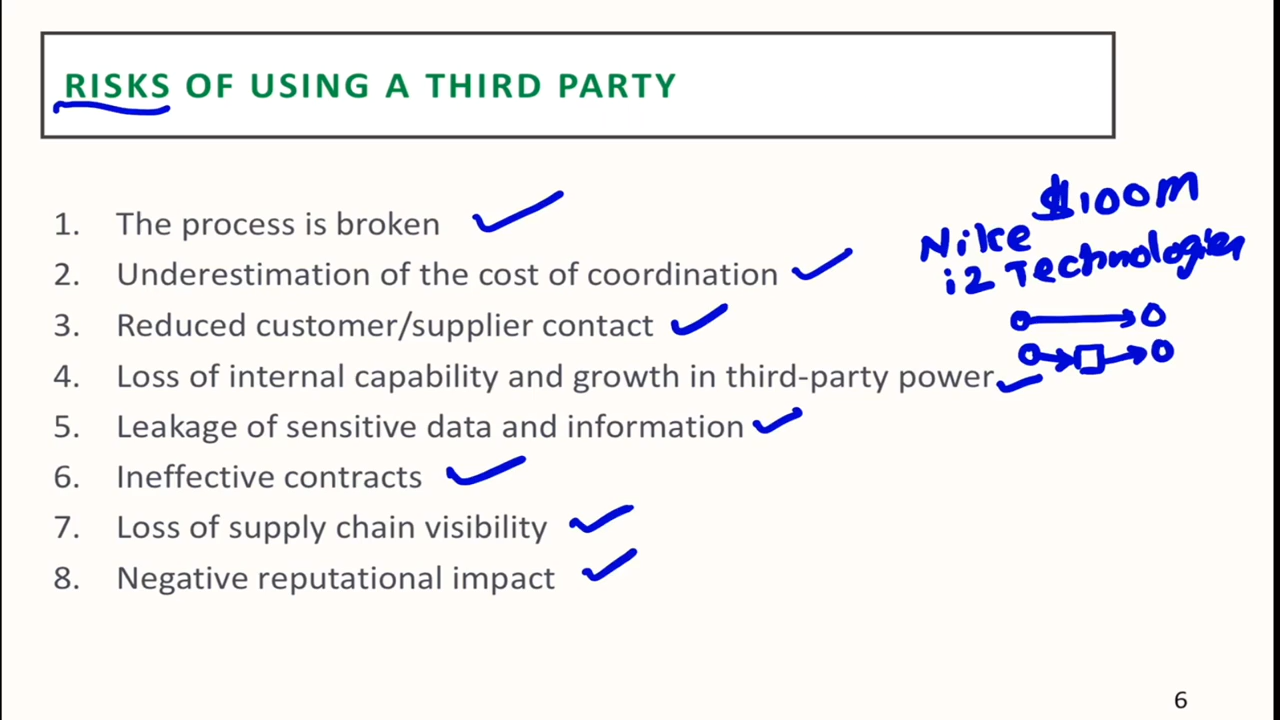 RISKS OF USING A THIRD PARTY
1. The process is broken
2. Underestimation of the cost of coordination
3. Reduced customer/supplier contact
4. Loss of internal capability and growth in third-party power
5. Leakage of sensitive data and information
6. Ineffective contracts
7. Loss of supply chain visibility
8. Negative reputational impact
$100m
Nike
i2 Technologies
6